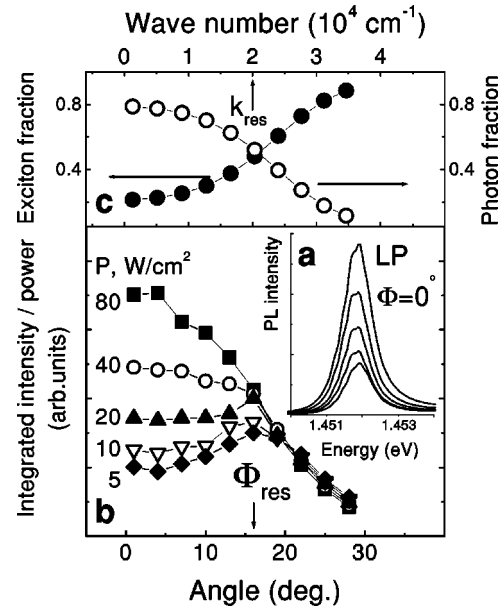 Wave number (10⁴ cm⁻¹)
0 1 2 3 4
Exciton fraction
0.8
0.4
c
k_res
0.8
0.4
Photon fraction
Integrated intensity / power
(arb.units)
P, W/cm²
80
40
20
10
5
b
Φ_res
a
LP
Φ=0°
PL intensity
1.451 1.453
Energy (eV)
0 10 20 30 40
Angle (deg.)